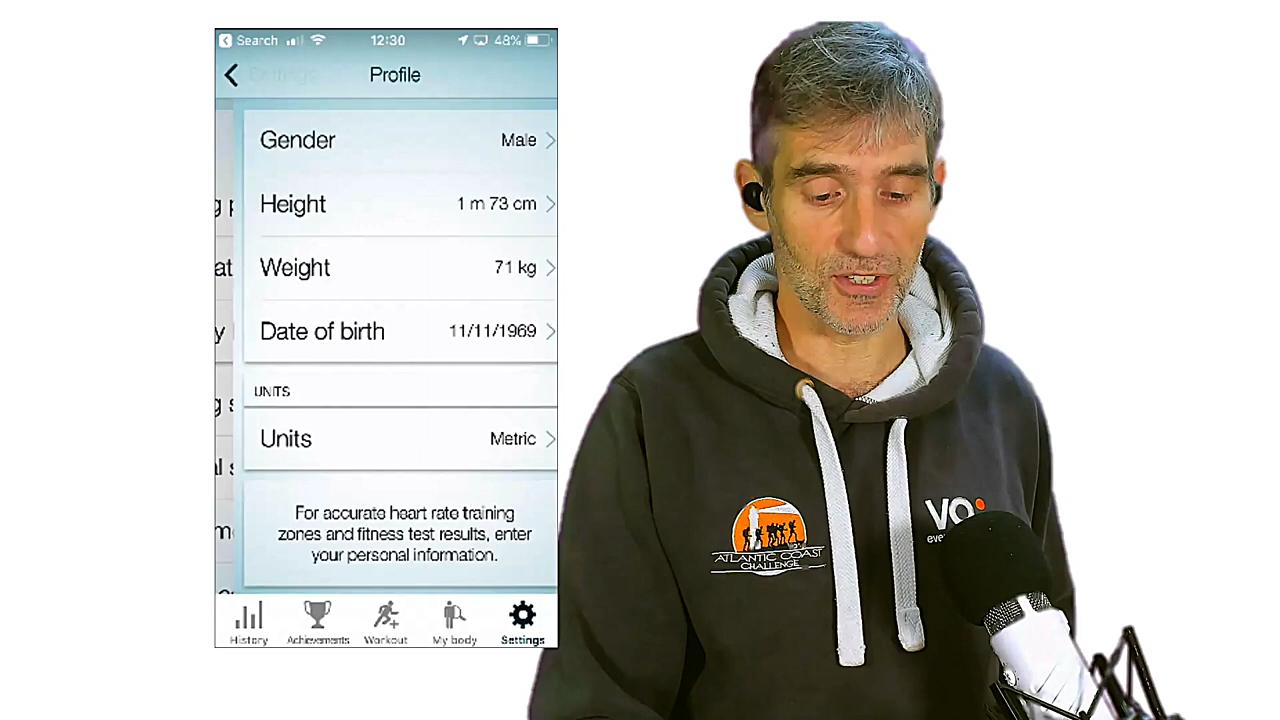 Search 12:30 48%
Profile
Gender Male
Height 1 m 73 cm
Weight 71 kg
Date of birth 11/11/1969
UNITS
Units Metric
For accurate heart rate training
zones and fitness test results, enter
your personal information.
History Achievements Workout My body Settings
ATLANTIC COAST
CHALLENGE